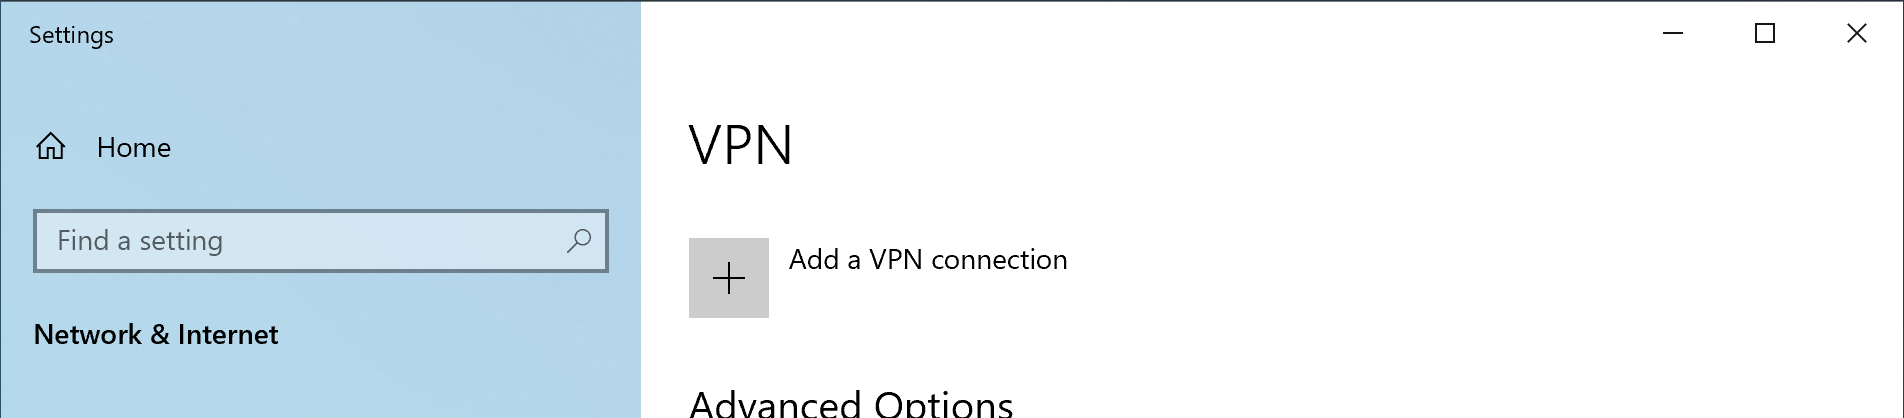 Settings
Home
Find a setting
Network & Internet
VPN
Add a VPN connection
Advanced Options